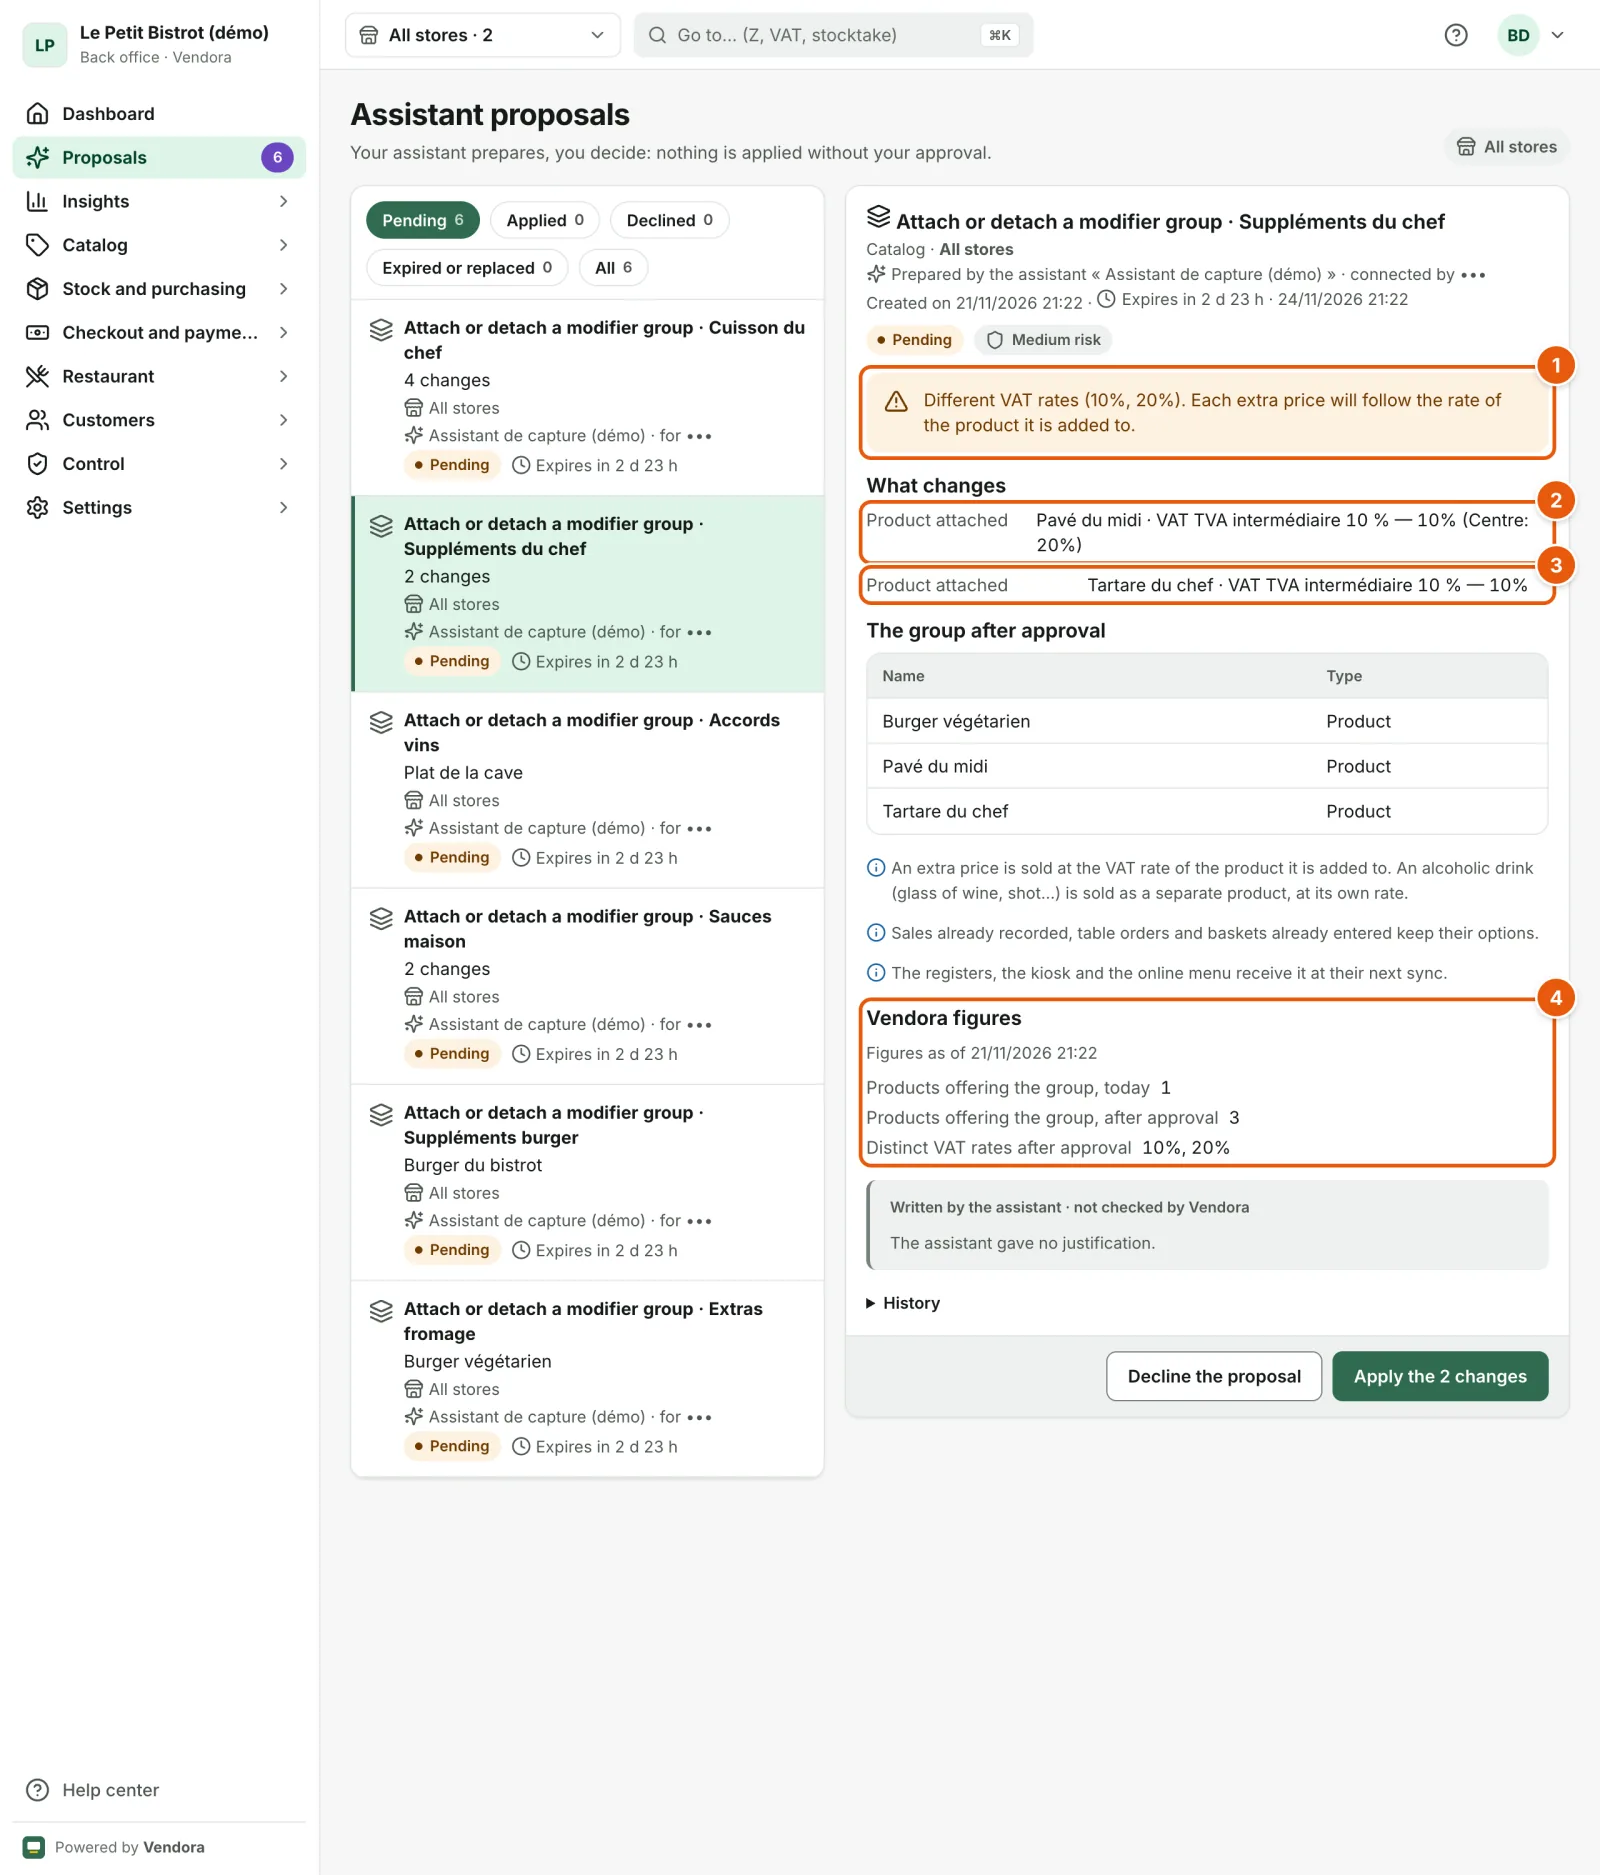 LP
Le Petit Bistrot (démo)
Back office · Vendora
All stores · 2
Go to... (Z, VAT, stocktake)
⌘K
BD
Dashboard
Proposals
6
Insights
Catalog
Stock and purchasing
Checkout and payme...
Restaurant
Customers
Control
Settings
Help center
Powered by Vendora
Assistant proposals
Your assistant prepares, you decide: nothing is applied without your approval.
All stores
Pending 6
Applied 0
Declined 0
Expired or replaced 0
All 6
Attach or detach a modifier group · Cuisson du
chef
4 changes
All stores
Assistant de capture (démo) · for •••
Pending
Expires in 2 d 23 h
Attach or detach a modifier group ·
Suppléments du chef
2 changes
All stores
Assistant de capture (démo) · for •••
Pending
Expires in 2 d 23 h
Attach or detach a modifier group · Accords
vins
Plat de la cave
All stores
Assistant de capture (démo) · for •••
Pending
Expires in 2 d 23 h
Attach or detach a modifier group · Sauces
maison
2 changes
All stores
Assistant de capture (démo) · for •••
Pending
Expires in 2 d 23 h
Attach or detach a modifier group ·
Suppléments burger
Burger du bistrot
All stores
Assistant de capture (démo) · for •••
Pending
Expires in 2 d 23 h
Attach or detach a modifier group · Extras
fromage
Burger végétarien
All stores
Assistant de capture (démo) · for •••
Pending
Expires in 2 d 23 h
Attach or detach a modifier group · Suppléments du chef
Catalog · All stores
Prepared by the assistant « Assistant de capture (démo) » · connected by •••
Created on 21/11/2026 21:22 · Expires in 2 d 23 h · 24/11/2026 21:22
Pending
Medium risk
1
Different VAT rates (10%, 20%). Each extra price will follow the rate of
the product it is added to.
What changes
2
Product attached
Pavé du midi · VAT TVA intermédiaire 10 % — 10% (Centre:
20%)
3
Product attached
Tartare du chef · VAT TVA intermédiaire 10 % — 10%
The group after approval
Name
Type
Burger végétarien
Product
Pavé du midi
Product
Tartare du chef
Product
An extra price is sold at the VAT rate of the product it is added to. An alcoholic drink
(glass of wine, shot...) is sold as a separate product, at its own rate.
Sales already recorded, table orders and baskets already entered keep their options.
The registers, the kiosk and the online menu receive it at their next sync.
4
Vendora figures
Figures as of 21/11/2026 21:22
Products offering the group, today 1
Products offering the group, after approval 3
Distinct VAT rates after approval 10%, 20%
Written by the assistant · not checked by Vendora
The assistant gave no justification.
History
Decline the proposal
Apply the 2 changes